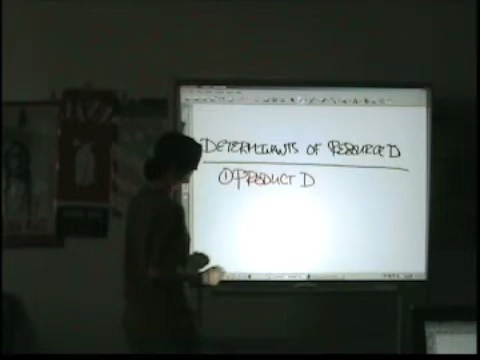 DETERMINANTS OF RESOURCE D
① PRODUCT D